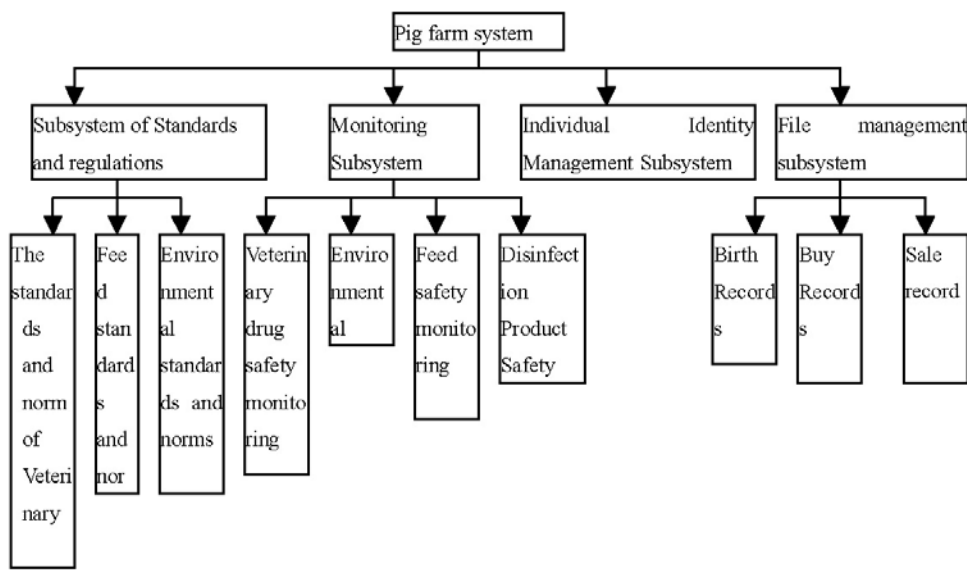 Pig farm system
Subsystem of Standards
and regulations
Monitoring
Subsystem
Individual Identity
Management Subsystem
File management
subsystem
The
standar
ds
and
norm
of
Veteri
nary
Fee
d
stan
dard
s
and
nor
Enviro
nment
al
standar
ds and
norms
Veterin
ary
drug
safety
monito
ring
Enviro
nment
al
Feed
safety
monito
ring
Disinfect
ion
Product
Safety
Birth
Record
s
Buy
Record
s
Sale
record